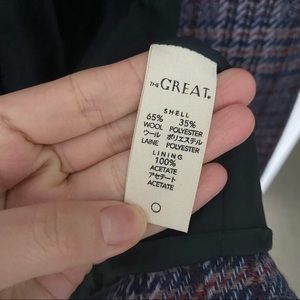 THE GREAT.
SHELL
65% 35%
WOOL POLYESTER
ウール ポリエステル
LAINE POLYESTER
LINING
100%
ACETATE
アセテート
ACETATE